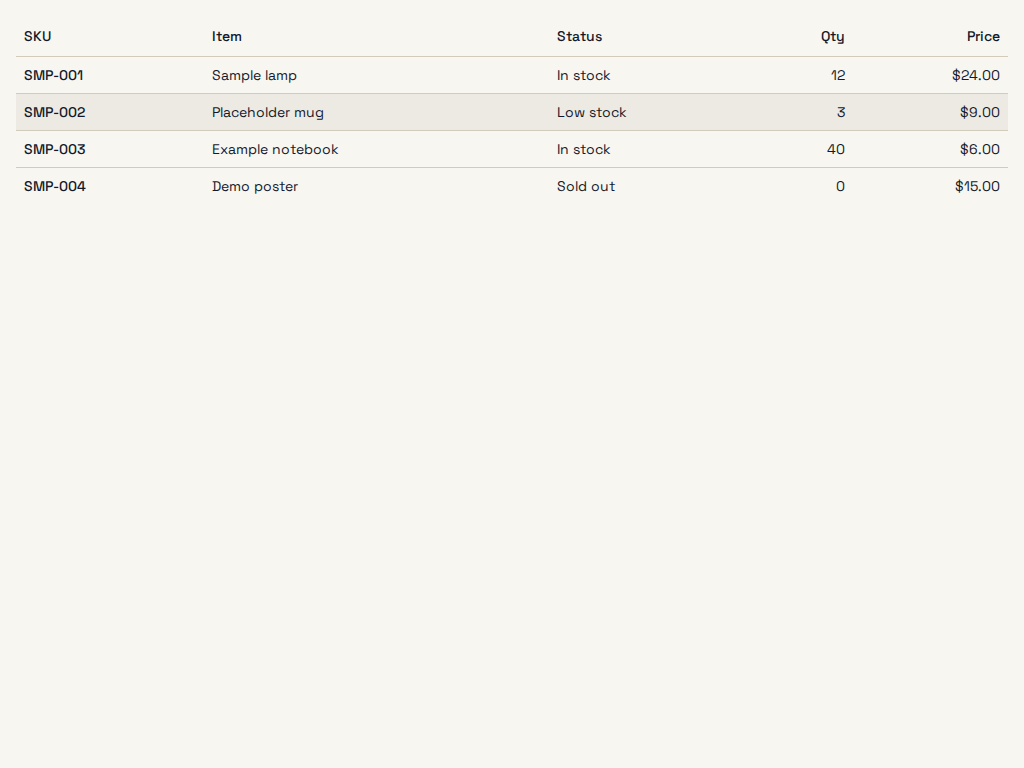 SKU Item Status Qty Price
SMP-001 Sample lamp In stock 12 $24.00
SMP-002 Placeholder mug Low stock 3 $9.00
SMP-003 Example notebook In stock 40 $6.00
SMP-004 Demo poster Sold out 0 $15.00